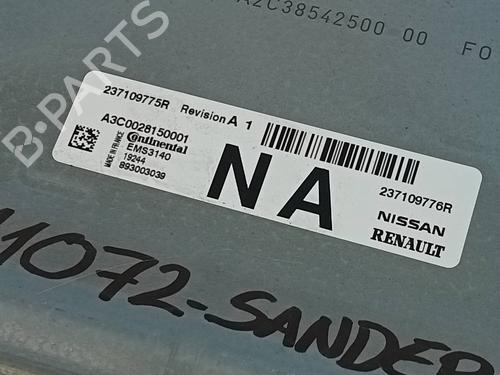 A2C38542500 00 F0
B-PARTS
237109775R Revision A 1
A3C0028150001
Continental
EMS3140
MADE IN FRANCE
19244
893003039
NA
237109776R
NISSAN
RENAULT
1072-SANDER